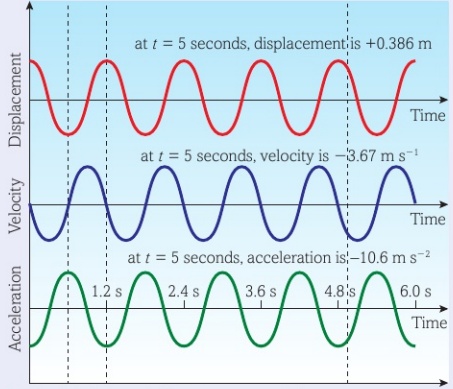 at t = 5 seconds, displacement is +0.386 m
Displacement
Time
at t = 5 seconds, velocity is −3.67 m s⁻¹
Velocity
Time
at t = 5 seconds, acceleration is −10.6 m s⁻²
Acceleration
1.2 s 2.4 s 3.6 s 4.8 s 6.0 s
Time